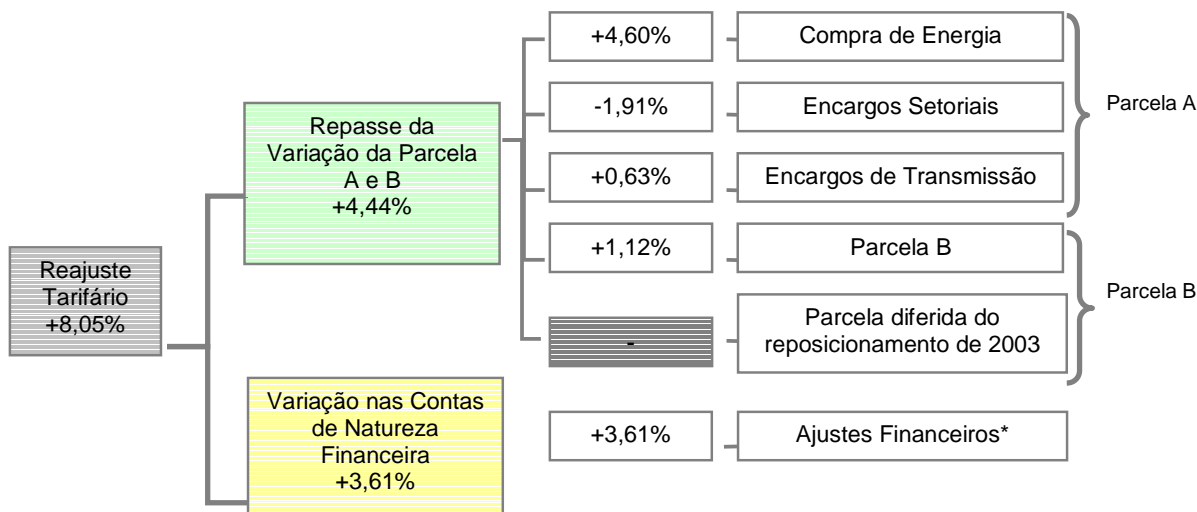 Reajuste
Tarifário
+8,05%
Repasse da
Variação da Parcela
A e B
+4,44%
+4,60%
Compra de Energia
-1,91%
Encargos Setoriais
+0,63%
Encargos de Transmissão
Parcela A
+1,12%
Parcela B
-
Parcela diferida do
reposicionamento de 2003
Parcela B
Variação nas Contas
de Natureza
Financeira
+3,61%
+3,61%
Ajustes Financeiros*